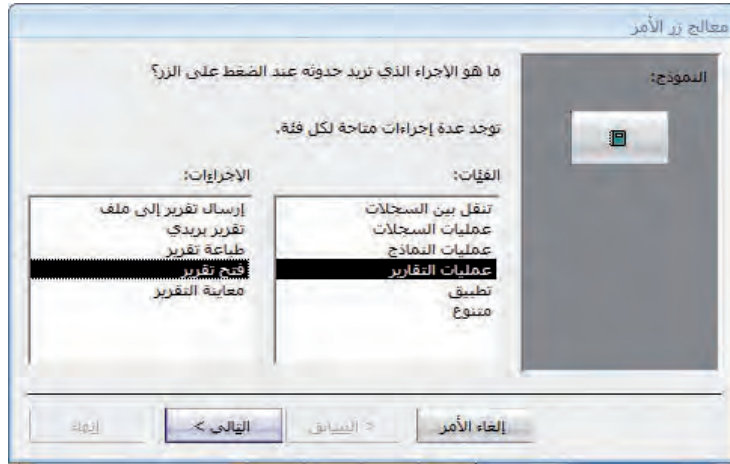 معالج زر الأمر
النموذج:
ما هو الاجراء الذي تريد حدوثه عند الضغط على الزر؟
توجد عدة إجراءات متاحة لكل فئة.
الفئات:
تنقل بين السجلات
عمليات السجلات
عمليات النماذج
عمليات التقارير
تطبيق
متنوع
الإجراءات:
إرسال تقرير إلى ملف
تقرير بريدي
طباعة تقرير
فتح تقرير
معاينة التقرير
إلغاء الأمر
< السابق
التالي >
إنهاء